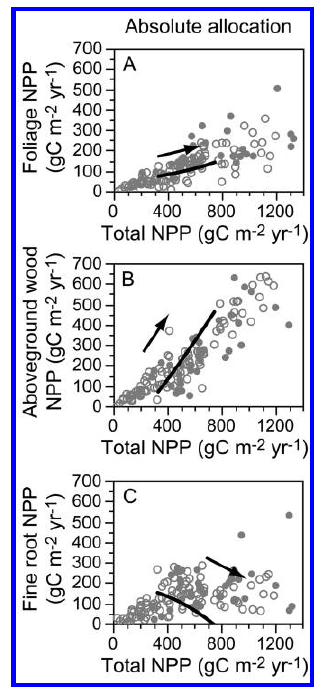 Absolute allocation
A
Foliage NPP
(gC m-2 yr-1)
700
600
500
400
300
200
100
0
0 400 800 1200
Total NPP (gC m-2 yr-1)
B
Aboveground wood
NPP (gC m-2 yr-1)
700
600
500
400
300
200
100
0
0 400 800 1200
Total NPP (gC m-2 yr-1)
C
Fine root NPP
(gC m-2 yr-1)
700
600
500
400
300
200
100
0
0 400 800 1200
Total NPP (gC m-2 yr-1)